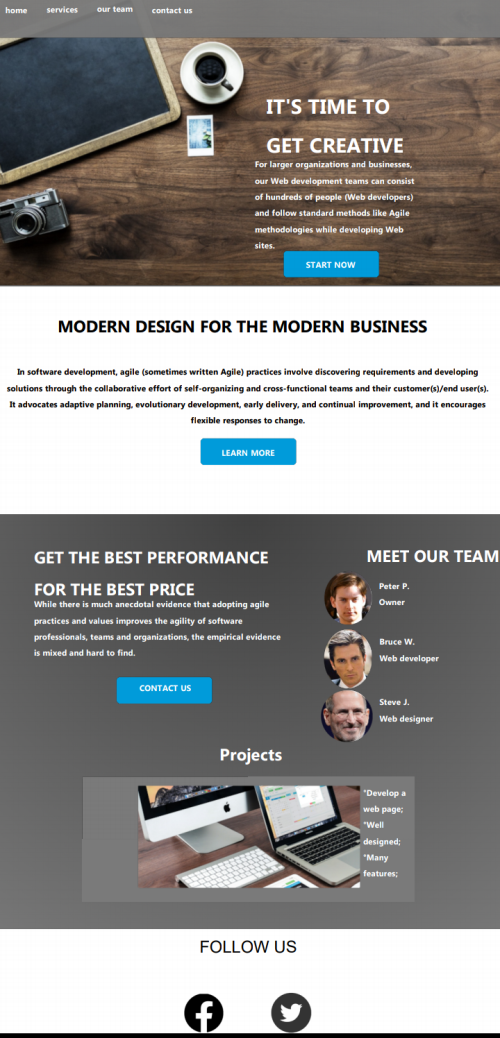 home services our team contact us
IT'S TIME TO
GET CREATIVE
For larger organizations and businesses,
our Web development teams can consist
of hundreds of people (Web developers)
and follow standard methods like Agile
methodologies while developing Web
sites.
START NOW
MODERN DESIGN FOR THE MODERN BUSINESS
In software development, agile (sometimes written Agile) practices involve discovering requirements and developing
solutions through the collaborative effort of self-organizing and cross-functional teams and their customer(s)/end user(s).
It advocates adaptive planning, evolutionary development, early delivery, and continual improvement, and it encourages
flexible responses to change.
LEARN MORE
GET THE BEST PERFORMANCE
FOR THE BEST PRICE
While there is much anecdotal evidence that adopting agile
practices and values improves the agility of software
professionals, teams and organizations, the empirical evidence
is mixed and hard to find.
CONTACT US
MEET OUR TEAM
Peter P.
Owner
Bruce W.
Web developer
Steve J.
Web designer
Projects
"Develop a
web page;
"Well
designed;
"Many
features;
FOLLOW US